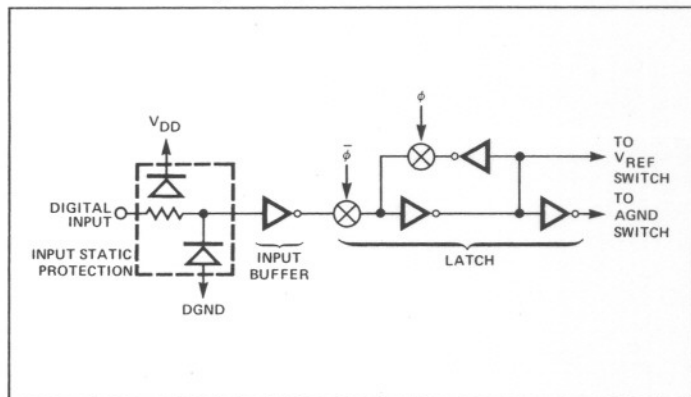 V_DD
DIGITAL
INPUT
INPUT STATIC
PROTECTION
DGND
INPUT
BUFFER
ϕ̄
ϕ
LATCH
TO
V_REF
SWITCH
TO
AGND
SWITCH